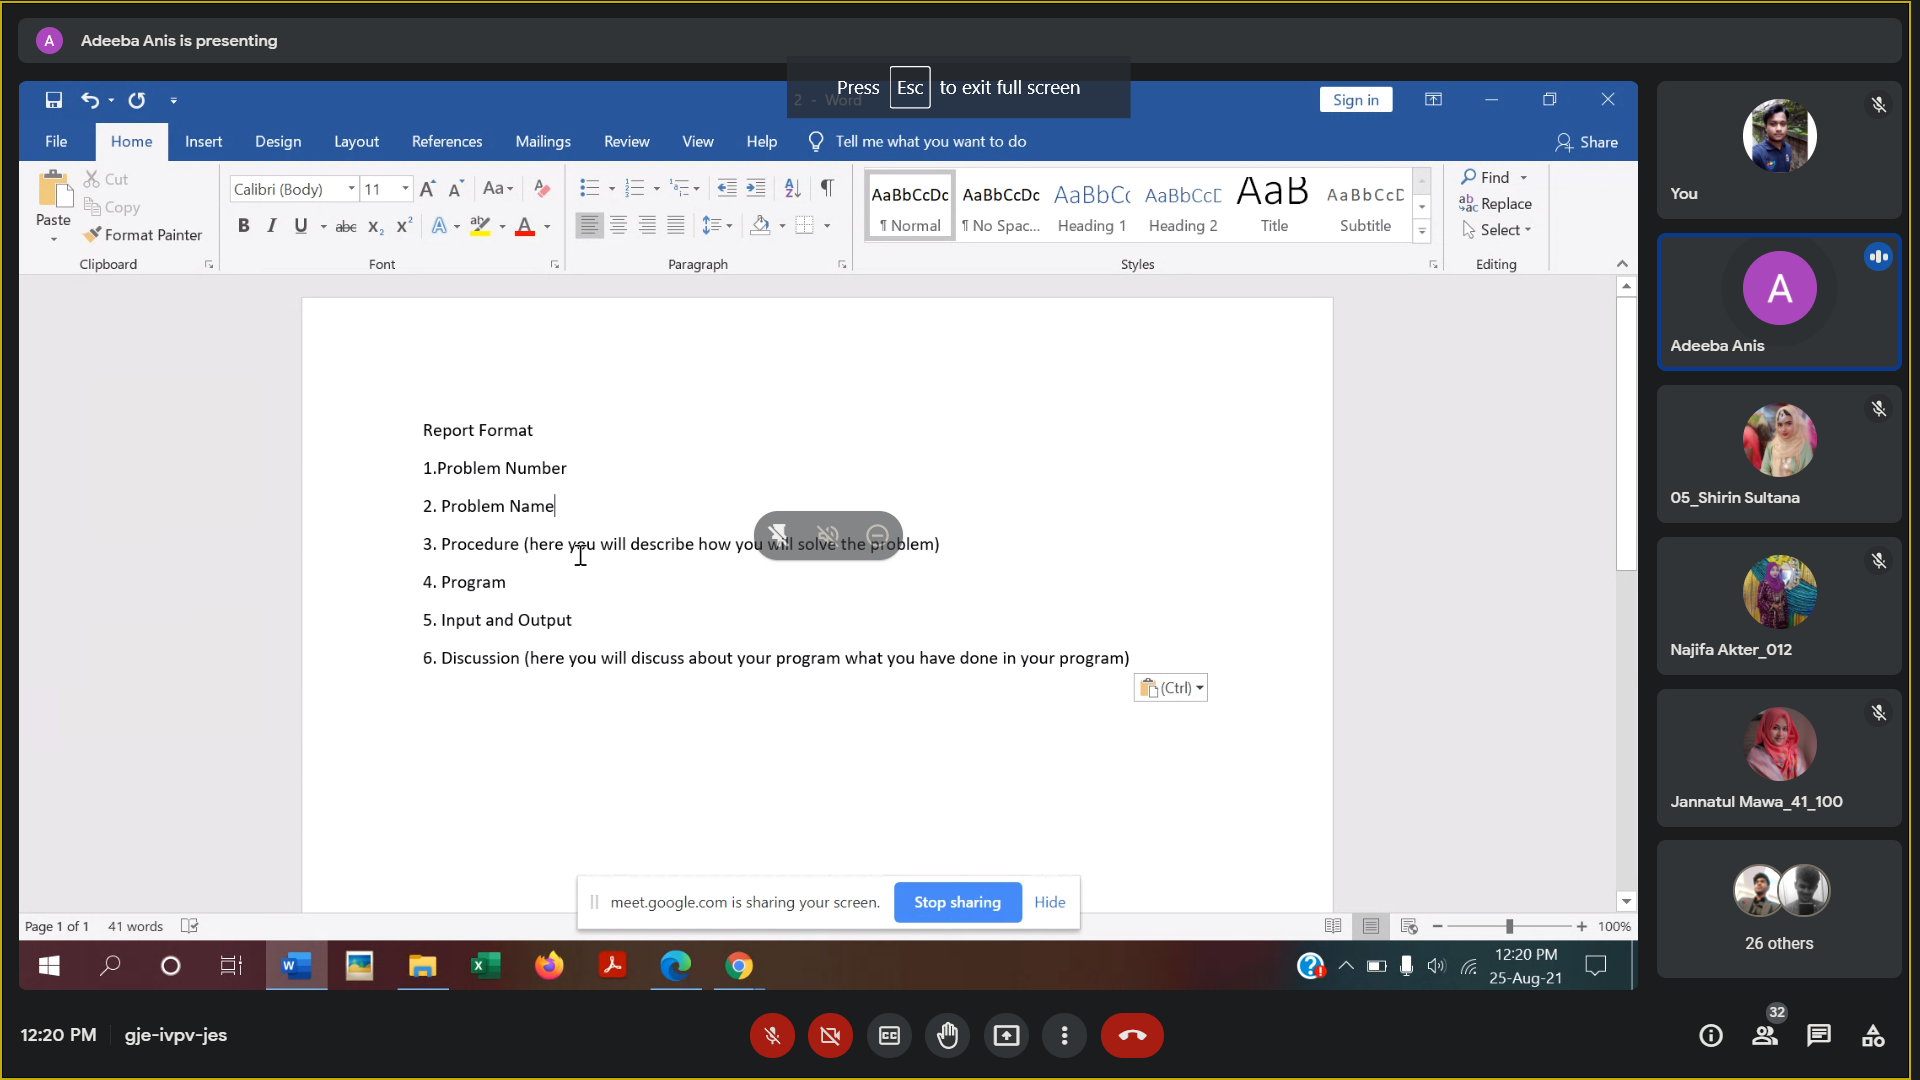 A Adeeba Anis is presenting
Press Esc to exit full screen
2 - Word
Sign in
File Home Insert Design Layout References Mailings Review View Help Tell me what you want to do Share
Paste
Cut
Copy
Format Painter
Clipboard
Calibri (Body) 11
Aa
B I U abc X₂ X² A A
Font
Paragraph
AaBbCcDc AaBbCcDc AaBbCc AaBbCcD AaB AaBbCcD
¶ Normal ¶ No Spac... Heading 1 Heading 2 Title Subtitle
Styles
Find
Replace
Select
Editing
Report Format
1.Problem Number
2. Problem Name
3. Procedure (here you will describe how you will solve the problem)
4. Program
5. Input and Output
6. Discussion (here you will discuss about your program what you have done in your program)
(Ctrl)
meet.google.com is sharing your screen. Stop sharing Hide
Page 1 of 1 41 words
100%
12:20 PM
25-Aug-21
You
A
Adeeba Anis
05_Shirin Sultana
Najifa Akter_012
Jannatul Mawa_41_100
26 others
12:20 PM gje-ivpv-jes
32